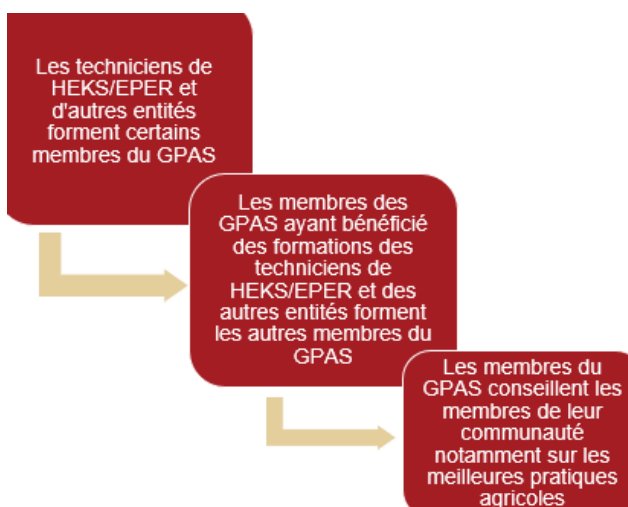 Les techniciens de
HEKS/EPER et
d'autres entités
forment certains
membres du GPAS
Les membres des
GPAS ayant bénéficié
des formations des
techniciens de
HEKS/EPER et des
autres entités forment
les autres membres du
GPAS
Les membres du
GPAS conseillent les
membres de leur
communauté
notamment sur les
meilleures pratiques
agricoles